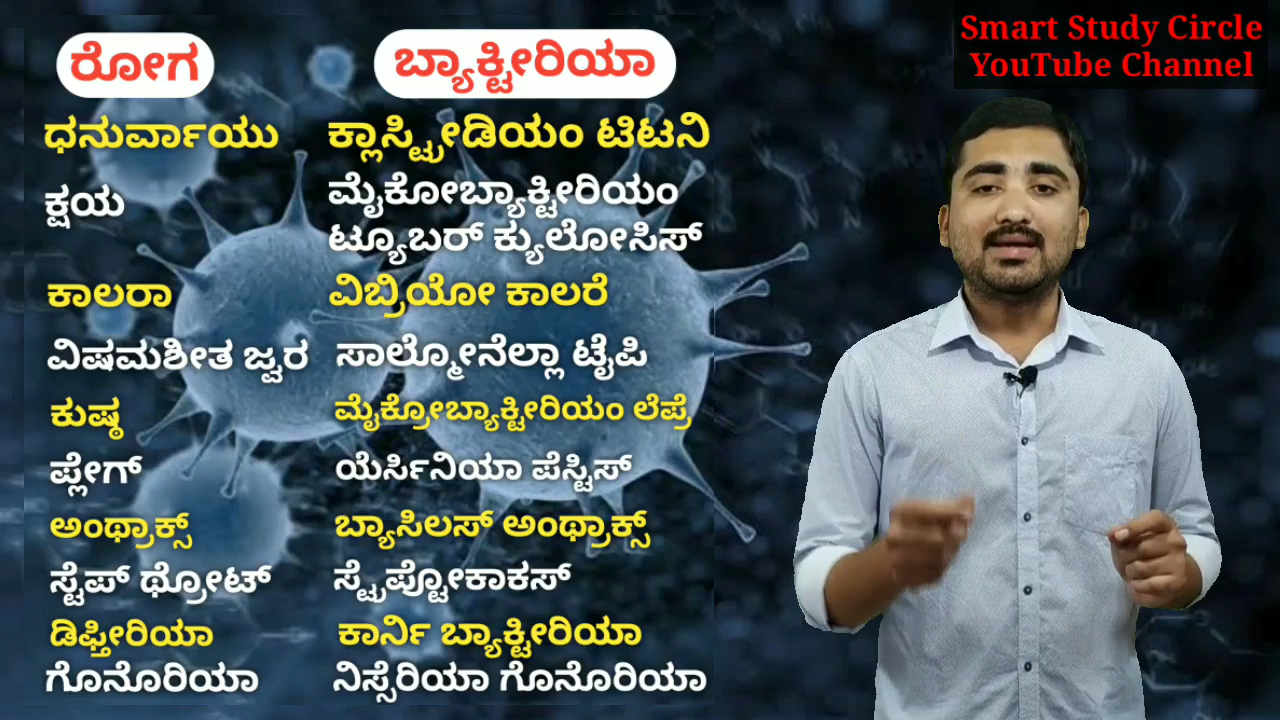 Smart Study Circle
YouTube Channel
ರೋಗ ಬ್ಯಾಕ್ಟೀರಿಯಾ
ಧನುರ್ವಾಯು ಕ್ಲಾಸ್ಟ್ರೀಡಿಯಂ ಟಿಟನಿ
ಕ್ಷಯ ಮೈಕೋಬ್ಯಾಕ್ಟೀರಿಯಂ
ಟ್ಯೂಬರ್ ಕ್ಯುಲೋಸಿಸ್
ಕಾಲರಾ ವಿಬ್ರಿಯೋ ಕಾಲರೆ
ವಿಷಮಶೀತ ಜ್ವರ ಸಾಲ್ಮೋನೆಲ್ಲಾ ಟೈಪಿ
ಕುಷ್ಠ ಮೈಕ್ರೋಬ್ಯಾಕ್ಟೀರಿಯಂ ಲೆಪ್ರೆ
ಪ್ಲೇಗ್ ಯೆರ್ಸಿನಿಯಾ ಪೆಸ್ಟಿಸ್
ಅಂಥ್ರಾಕ್ಸ್ ಬ್ಯಾಸಿಲಸ್ ಅಂಥ್ರಾಕ್ಸ್
ಸ್ಟೆಪ್ ಥ್ರೋಟ್ ಸ್ಟ್ರೆಪ್ಟೋಕಾಕಸ್
ಡಿಫ್ತೀರಿಯಾ ಕಾರ್ನಿ ಬ್ಯಾಕ್ಟೀರಿಯಾ
ಗೊನೊರಿಯಾ ನಿಸ್ಸೆರಿಯಾ ಗೊನೊರಿಯಾ